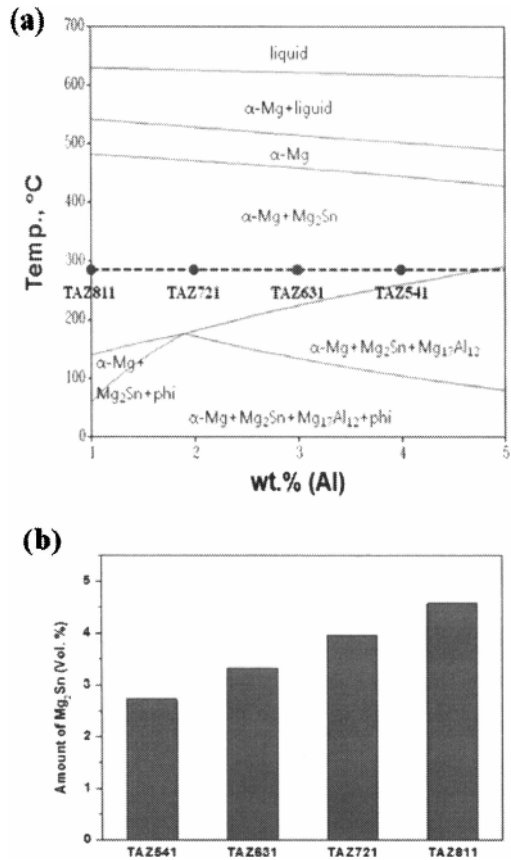 (a)
700
600
500
400
300
200
100
0
Temp., °C
liquid
α-Mg+liquid
α-Mg
α-Mg+Mg₂Sn
TAZ811 TAZ721 TAZ631 TAZ541
α-Mg+
Mg₂Sn+phi
α-Mg+Mg₂Sn+Mg₁₇Al₁₂
α-Mg+Mg₂Sn+Mg₁₇Al₁₂+phi
1 2 3 4 5
wt.% (Al)
(b)
5
4
3
2
1
0
Amount of Mg₂Sn (Vol. %)
TAZ541 TAZ631 TAZ721 TAZ811